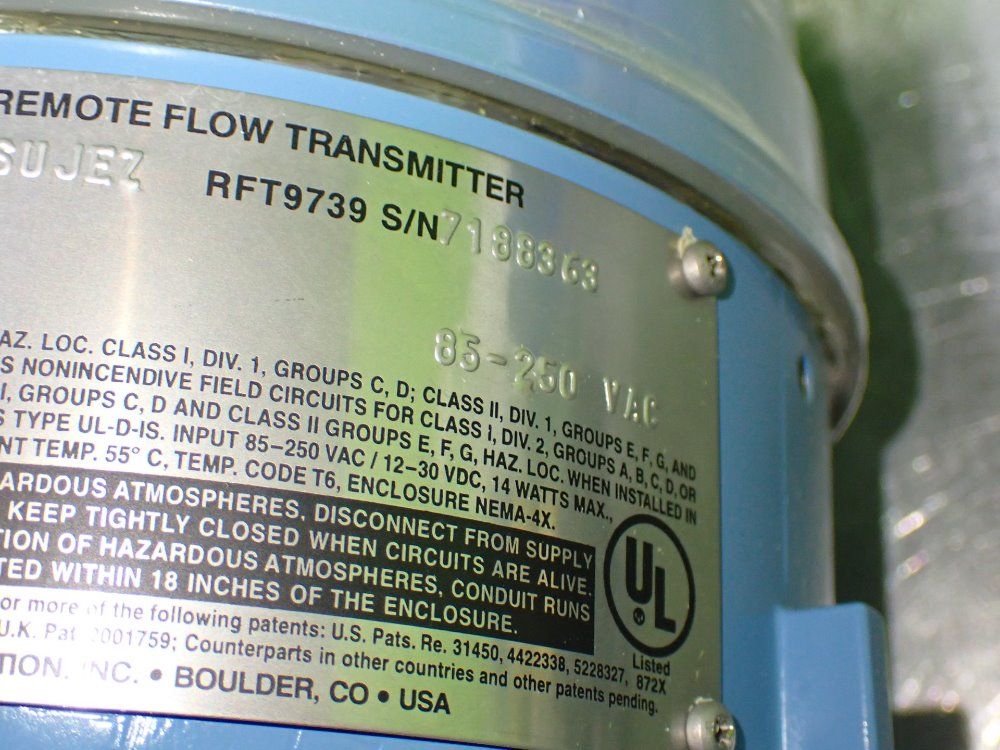 REMOTE FLOW TRANSMITTER
SUJEZ RFT9739 S/N 7188363
85-250 VAC
AZ. LOC. CLASS I, DIV. 1, GROUPS C, D; CLASS II, DIV. 1, GROUPS E, F, G, AND
S NONINCENDIVE FIELD CIRCUITS FOR CLASS I, DIV. 2, GROUPS A, B, C, D, OR
I, GROUPS C, D AND CLASS II GROUPS E, F, G, HAZ. LOC. WHEN INSTALLED IN
S TYPE UL-D-IS. INPUT 85-250 VAC / 12-30 VDC, 14 WATTS MAX.,
NT TEMP. 55° C, TEMP. CODE T6, ENCLOSURE NEMA-4X.
ARDOUS ATMOSPHERES, DISCONNECT FROM SUPPLY
KEEP TIGHTLY CLOSED WHEN CIRCUITS ARE ALIVE.
TION OF HAZARDOUS ATMOSPHERES, CONDUIT RUNS
TED WITHIN 18 INCHES OF THE ENCLOSURE.
UL ®
Listed
872X
or more of the following patents: U.S. Pats. Re. 31450, 4422338, 5228327,
U.K. Pat. 2001759; Counterparts in other countries and other patents pending.
TION, INC. • BOULDER, CO • USA